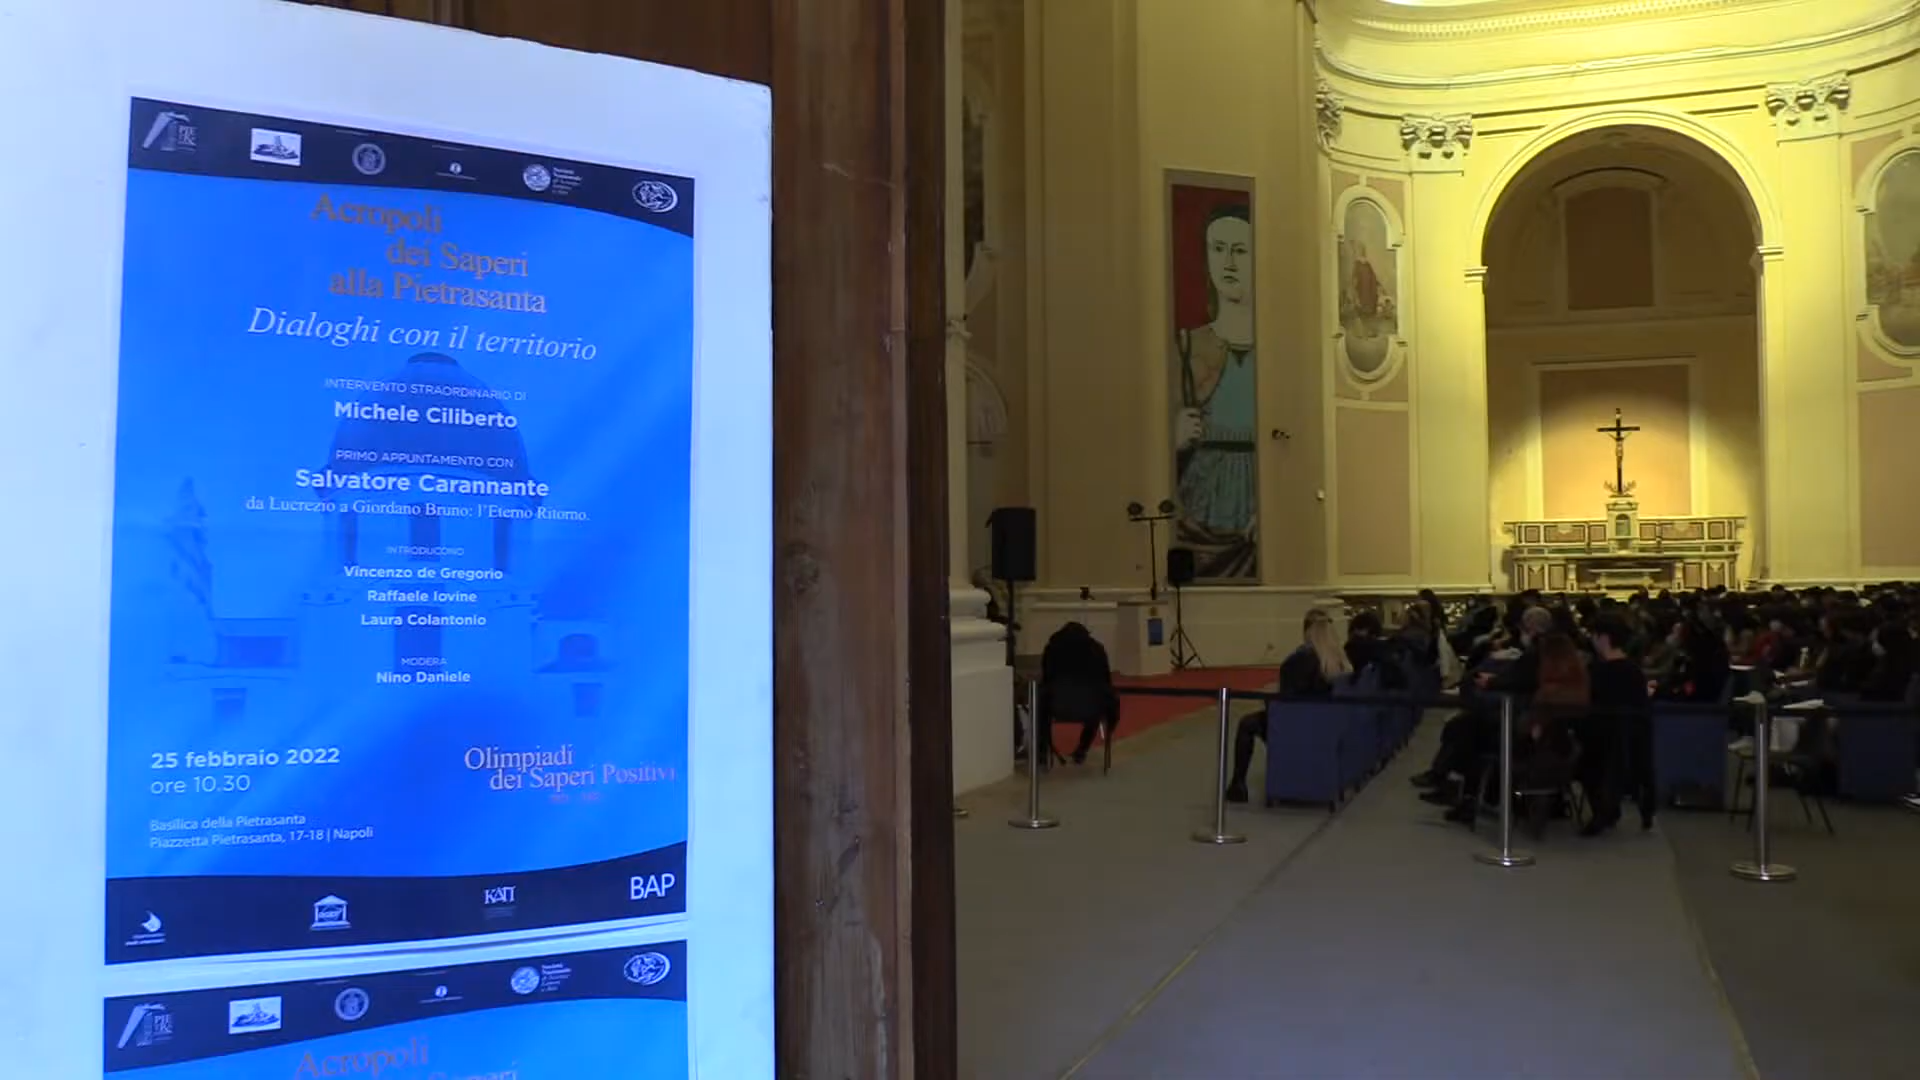 Acropoli
dei Saperi
alla Pietrasanta
Dialoghi con il territorio
INTERVENTO STRAORDINARIO DI
Michele Ciliberto
PRIMO APPUNTAMENTO CON
Salvatore Carannante
da Lucrezio a Giordano Bruno: l'Eterno Ritorno.
INTRODUCONO
Vincenzo de Gregorio
Raffaele Iovine
Laura Colantonio
MODERA
Nino Daniele
25 febbraio 2022
ore 10.30
Olimpiadi
dei Saperi Positivi
Basilica della Pietrasanta
Piazzetta Pietrasanta, 17-18 | Napoli
BAP
Acropoli